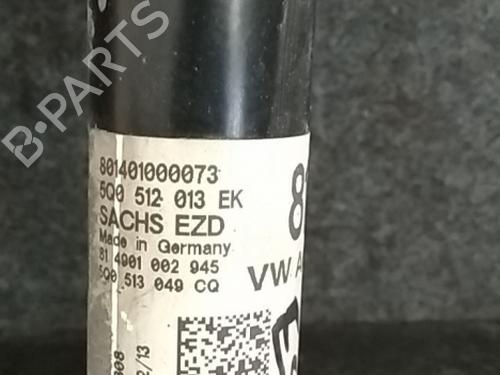 B-PARTS
801401000073
5Q0 512 013 EK
SACHS EZD
Made in Germany
81 4901 002 945
5Q0 513 049 CQ
VW A